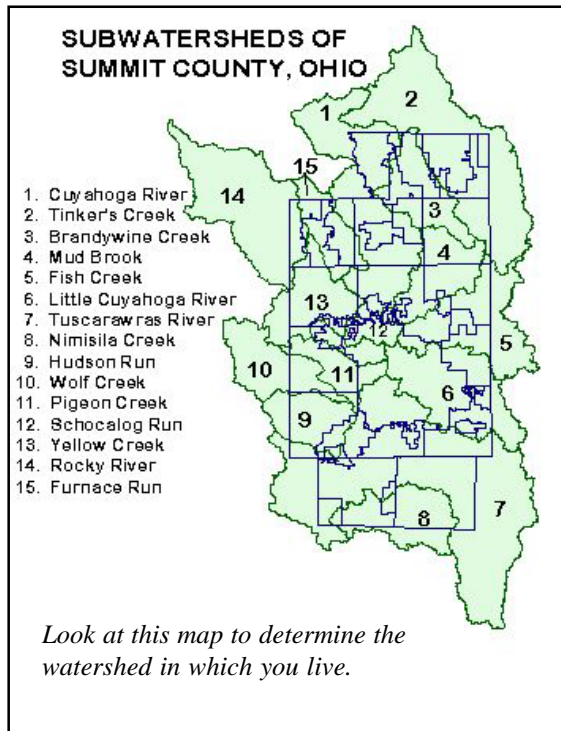 SUBWATERSHEDS OF
SUMMIT COUNTY, OHIO
1. Cuyahoga River
2. Tinker's Creek
3. Brandywine Creek
4. Mud Brook
5. Fish Creek
6. Little Cuyahoga River
7. Tuscarawras River
8. Nimisila Creek
9. Hudson Run
10. Wolf Creek
11. Pigeon Creek
12. Schocalog Run
13. Yellow Creek
14. Rocky River
15. Furnace Run
2
1
15
14
3
4
13
12
5
10
11
6
9
7
8
Look at this map to determine the
watershed in which you live.